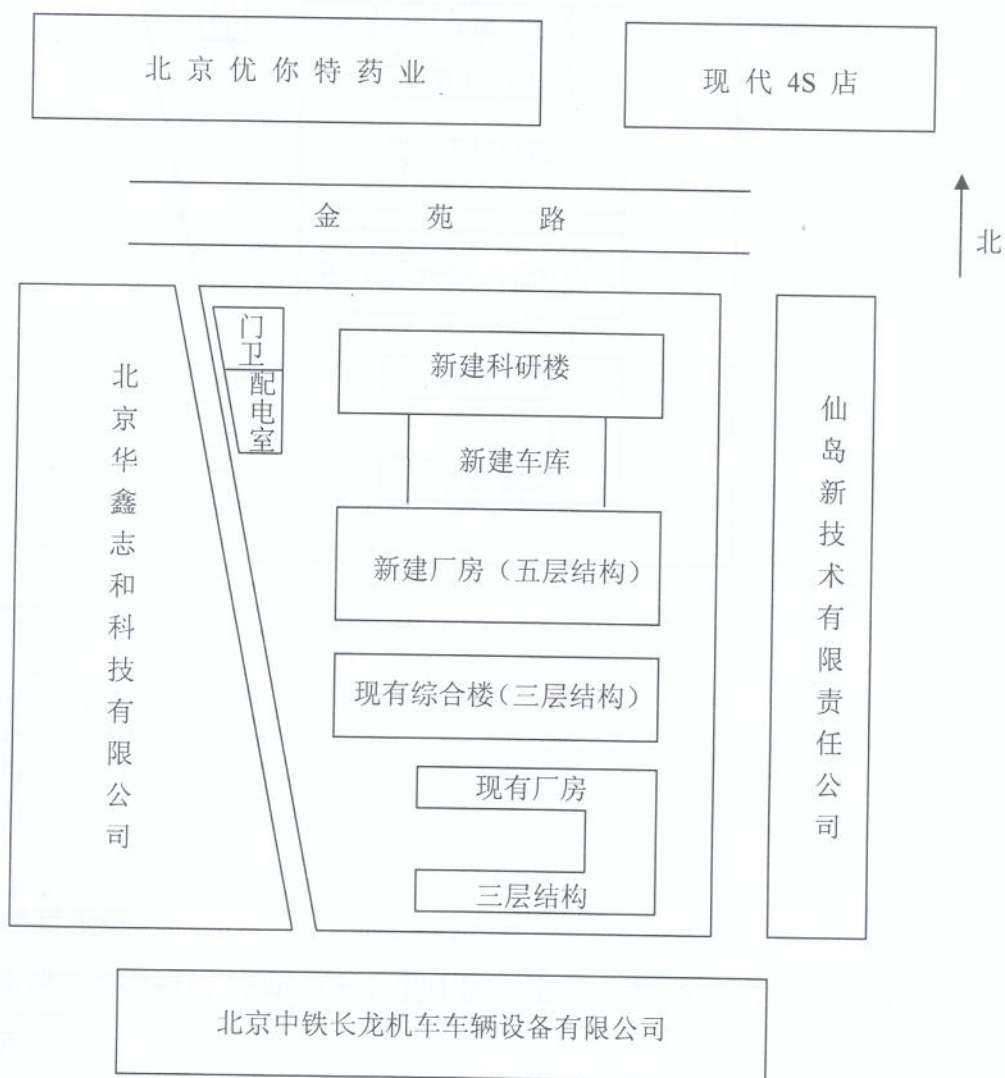 北京优你特药业
现代 4S 店
金苑路
北
门卫
配电室
新建科研楼
新建车库
新建厂房（五层结构）
现有综合楼（三层结构）
现有厂房
三层结构
北京华鑫志和科技有限公司
仙岛新技术有限责任公司
北京中铁长龙机车车辆设备有限公司